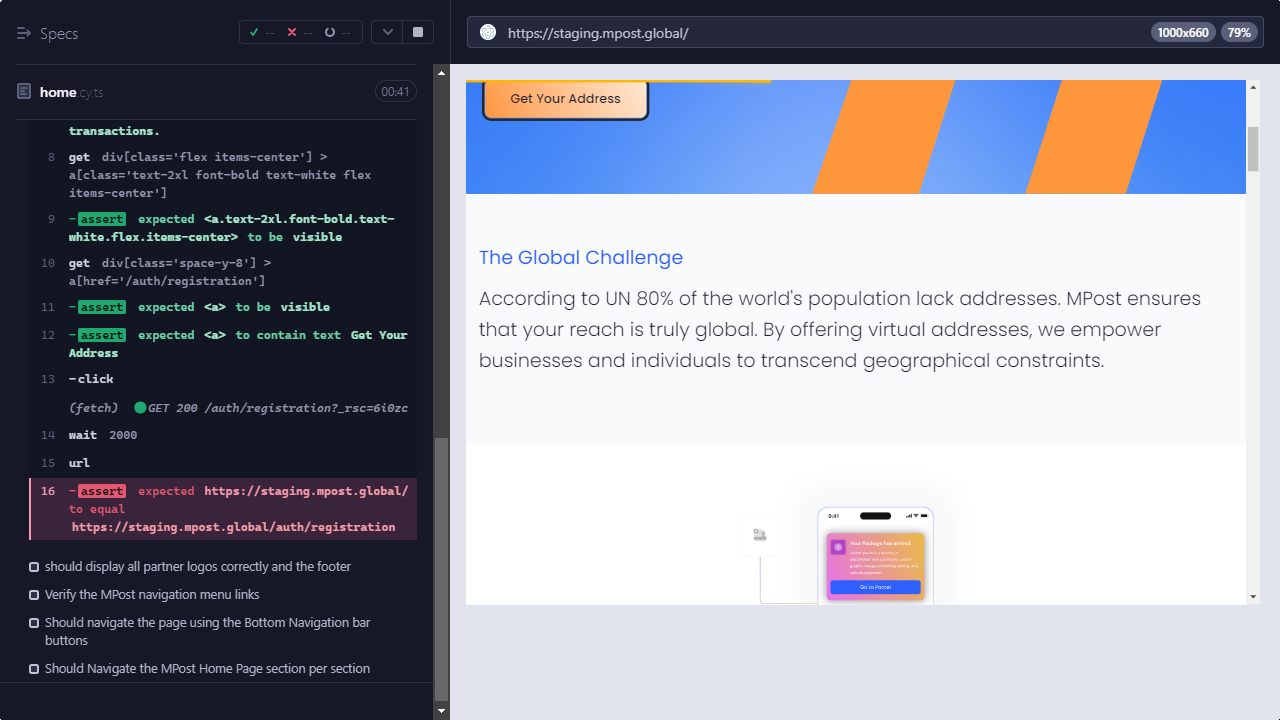 Specs
-- -- --
home.cy.ts
00:41
transactions.
8 get div[class='flex items-center'] >
a[class='text-2xl font-bold text-white flex
items-center']
9 -assert expected <a.text-2xl.font-bold.text-
white.flex.items-center> to be visible
10 get div[class='space-y-8'] >
a[href='/auth/registration']
11 -assert expected <a> to be visible
12 -assert expected <a> to contain text Get Your
Address
13 -click
(fetch) GET 200 /auth/registration?_rsc=6i0zc
14 wait 2000
15 url
16 -assert expected https://staging.mpost.global/
to equal
https://staging.mpost.global/auth/registration
should display all partner logos correctly and the footer
Verify the MPost navigation menu links
Should navigate the page using the Bottom Navigation bar
buttons
Should Navigate the MPost Home Page section per section
https://staging.mpost.global/
1000x660
79%
Get Your Address
The Global Challenge
According to UN 80% of the world's population lack addresses. MPost ensures
that your reach is truly global. By offering virtual addresses, we empower
businesses and individuals to transcend geographical constraints.
9:41
Your Package has arrived!
Go to Parcel